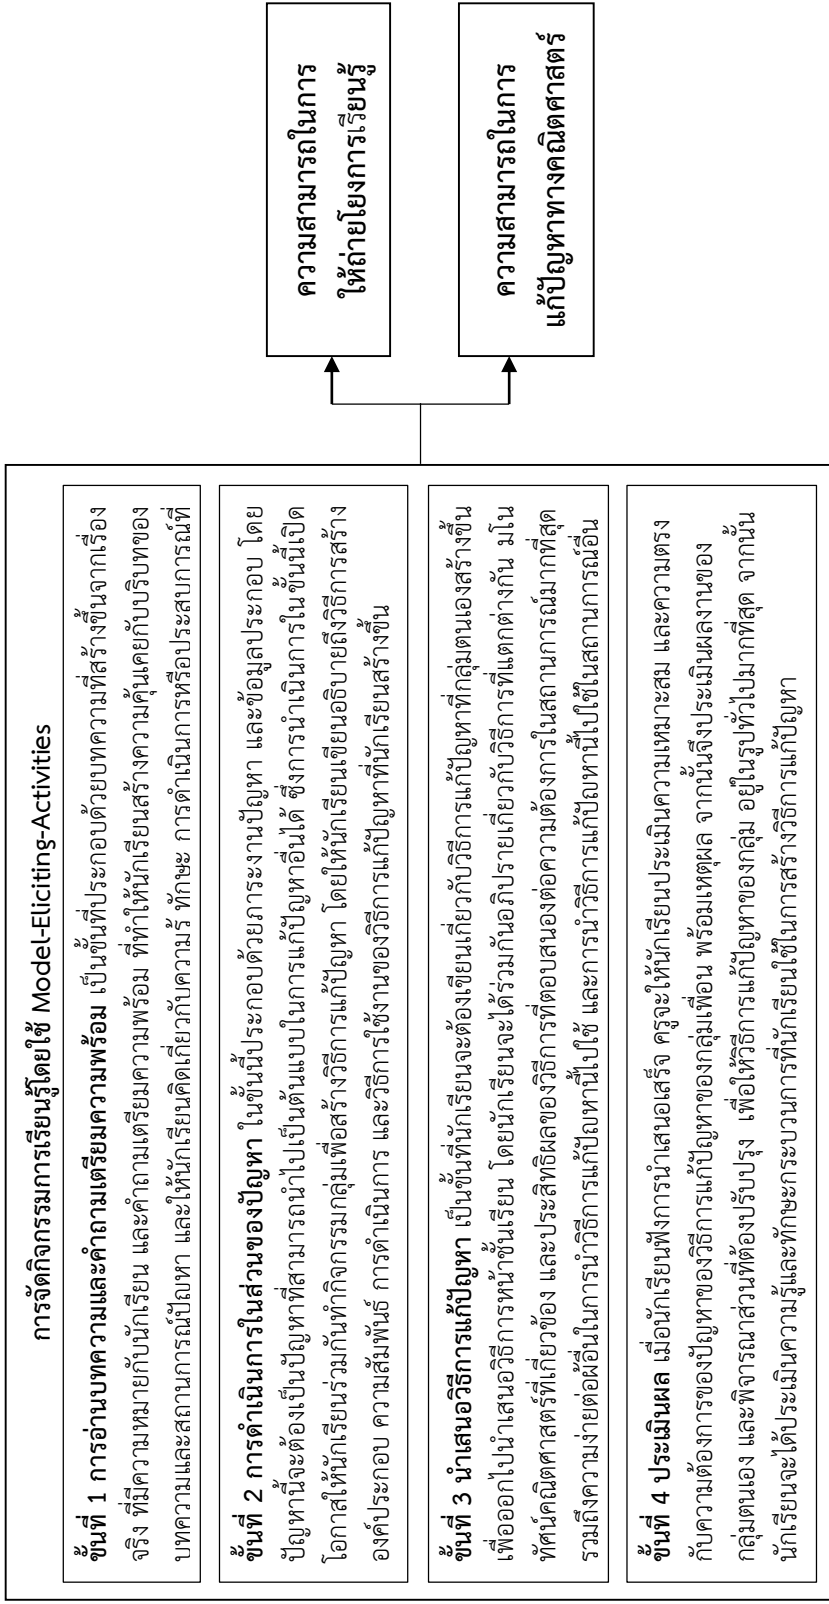 การจัดกิจกรรมการเรียนรู้โดยใช้ Model-Eliciting-Activities
ขั้นที่ 1 การอ่านบทความและคำถามเตรียมความพร้อม เป็นขั้นที่ประกอบด้วยบทความที่สร้างขึ้นจากเรื่อง
จริง ที่มีความหมายกับนักเรียน และคำถามเตรียมความพร้อม ที่ทำให้นักเรียนสร้างความคุ้นเคยกับบริบทของ
บทความและสถานการณ์ปัญหา และให้นักเรียนคิดเกี่ยวกับความรู้ ทักษะ การดำเนินการหรือประสบการณ์ที่
ขั้นที่ 2 การดำเนินการในส่วนของปัญหา ในขั้นนี้ประกอบด้วยภาระงานปัญหา และข้อมูลประกอบ โดย
ปัญหานี้จะต้องเป็นปัญหาที่สามารถนำไปเป็นต้นแบบในการแก้ปัญหาอื่นได้ ซึ่งการนำเนินการในขั้นนี้เปิด
โอกาสให้นักเรียนร่วมกันทำกิจกรรมกลุ่มเพื่อสร้างวิธีการแก้ปัญหา โดยให้นักเรียนเขียนอธิบายถึงวิธีการสร้าง
องค์ประกอบ ความสัมพันธ์ การดำเนินการ และวิธีการใช้งานของวิธีการแก้ปัญหาที่นักเรียนสร้างขึ้น
ขั้นที่ 3 นำเสนอวิธีการแก้ปัญหา เป็นขั้นที่นักเรียนจะต้องเขียนเกี่ยวกับวิธีการแก้ปัญหาที่กลุ่มตนเองสร้างขึ้น
เพื่อออกไปนำเสนอวิธีการหน้าชั้นเรียน โดยนักเรียนจะได้ร่วมกันอภิปรายเกี่ยวกับวิธีการที่แตกต่างกัน มโน
ทัศน์คณิตศาสตร์ที่เกี่ยวข้อง และประสิทธิผลของวิธีการที่ตอบสนองต่อความต้องการในสถานการณ์มากที่สุด
รวมถึงความง่ายต่อผู้อื่นในการนำวิธีการแก้ปัญหานี้ไปใช้ และการนำวิธีการแก้ปัญหานี้ไปใช้ในสถานการณ์อื่น
ขั้นที่ 4 ประเมินผล เมื่อนักเรียนฟังการนำเสนอเสร็จ ครูจะให้นักเรียนประเมินความเหมาะสม และความตรง
กับความต้องการของปัญหาของวิธีการแก้ปัญหาของกลุ่มเพื่อน พร้อมเหตุผล จากนั้นจึงประเมินผลงานของ
กลุ่มตนเอง และพิจารณาส่วนที่ต้องปรับปรุง เพื่อให้วิธีการแก้ปัญหาของกลุ่ม อยู่ในรูปทั่วไปมากที่สุด จากนั้น
นักเรียนจะได้ประเมินความรู้และทักษะกระบวนการที่นักเรียนใช้ในการสร้างวิธีการแก้ปัญหา
ความสามารถในการ
ให้ถ่ายโยงการเรียนรู้
ความสามารถในการ
แก้ปัญหาทางคณิตศาสตร์